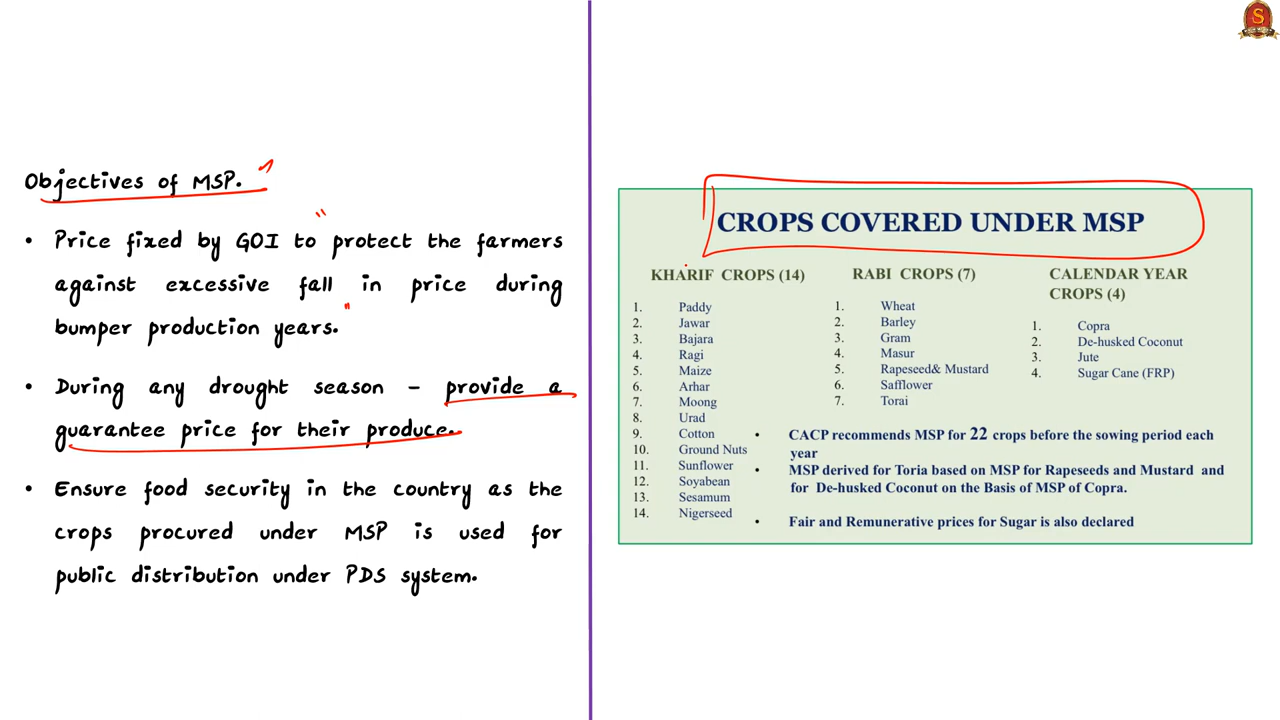 Objectives of MSP.
• Price fixed by GOI to protect the farmers
against excessive fall in price during
bumper production years.
• During any drought season - provide a
guarantee price for their produce.
• Ensure food security in the country as the
crops procured under MSP is used for
public distribution under PDS system.
S
CROPS COVERED UNDER MSP
KHARIF CROPS (14)
1. Paddy
2. Jawar
3. Bajara
4. Ragi
5. Maize
6. Arhar
7. Moong
8. Urad
9. Cotton
10. Ground Nuts
11. Sunflower
12. Soyabean
13. Sesamum
14. Nigerseed
RABI CROPS (7)
1. Wheat
2. Barley
3. Gram
4. Masur
5. Rapeseed& Mustard
6. Safflower
7. Torai
CALENDAR YEAR
CROPS (4)
1. Copra
2. De-husked Coconut
3. Jute
4. Sugar Cane (FRP)
• CACP recommends MSP for 22 crops before the sowing period each
year
• MSP derived for Toria based on MSP for Rapeseeds and Mustard and
for De-husked Coconut on the Basis of MSP of Copra.
• Fair and Remunerative prices for Sugar is also declared